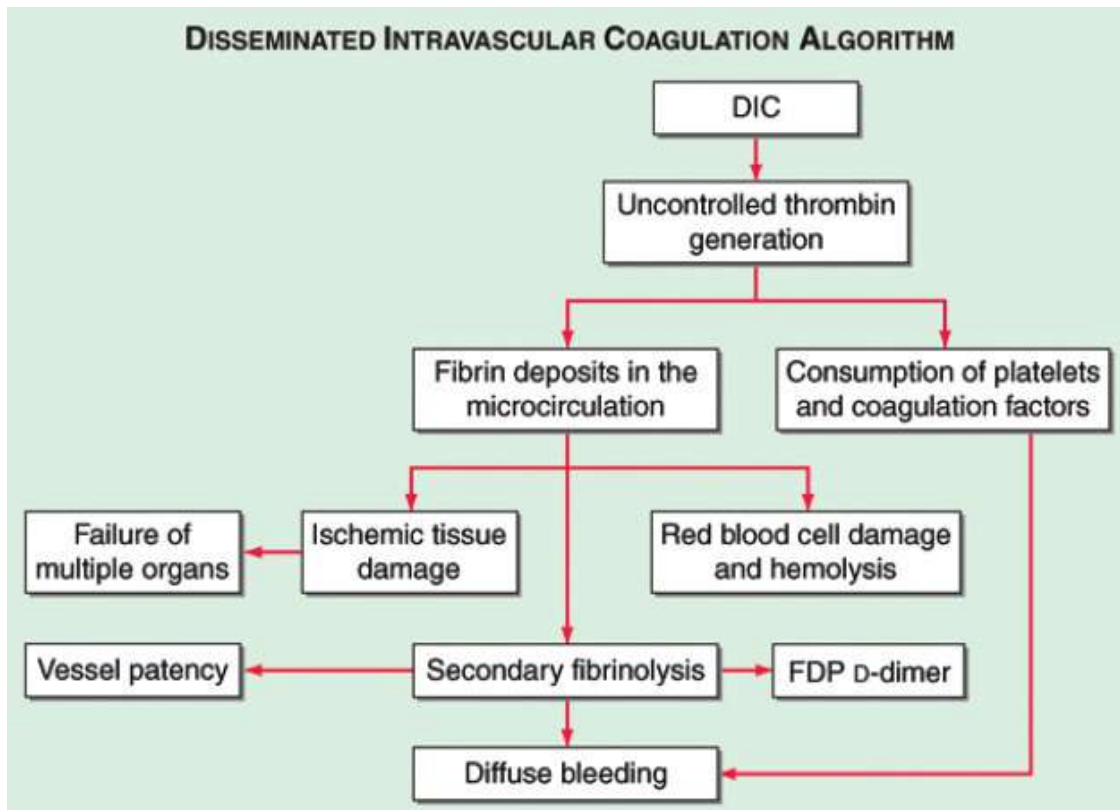 DISSEMINATED INTRAVASCULAR COAGULATION ALGORITHM
DIC
Uncontrolled thrombin
generation
Fibrin deposits in the
microcirculation
Consumption of platelets
and coagulation factors
Failure of
multiple organs
Ischemic tissue
damage
Red blood cell damage
and hemolysis
Vessel patency
Secondary fibrinolysis
FDP D-dimer
Diffuse bleeding